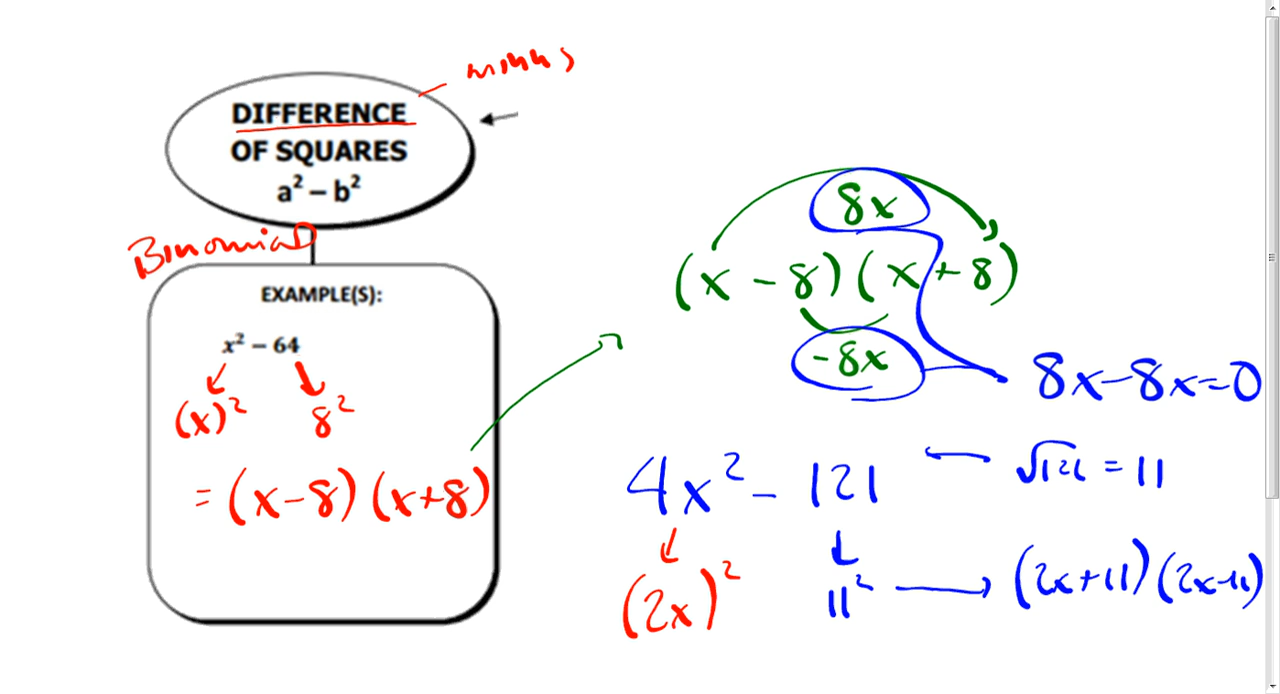 minus
DIFFERENCE
OF SQUARES
a² – b²
Binomial
EXAMPLE(S):
x² – 64
(x)² 8²
= (x-8)(x+8)
8x
(x - 8)(x + 8)
-8x
8x-8x=0
4x² - 121
√121 = 11
(2x)² 11²
(2x+11)(2x-11)